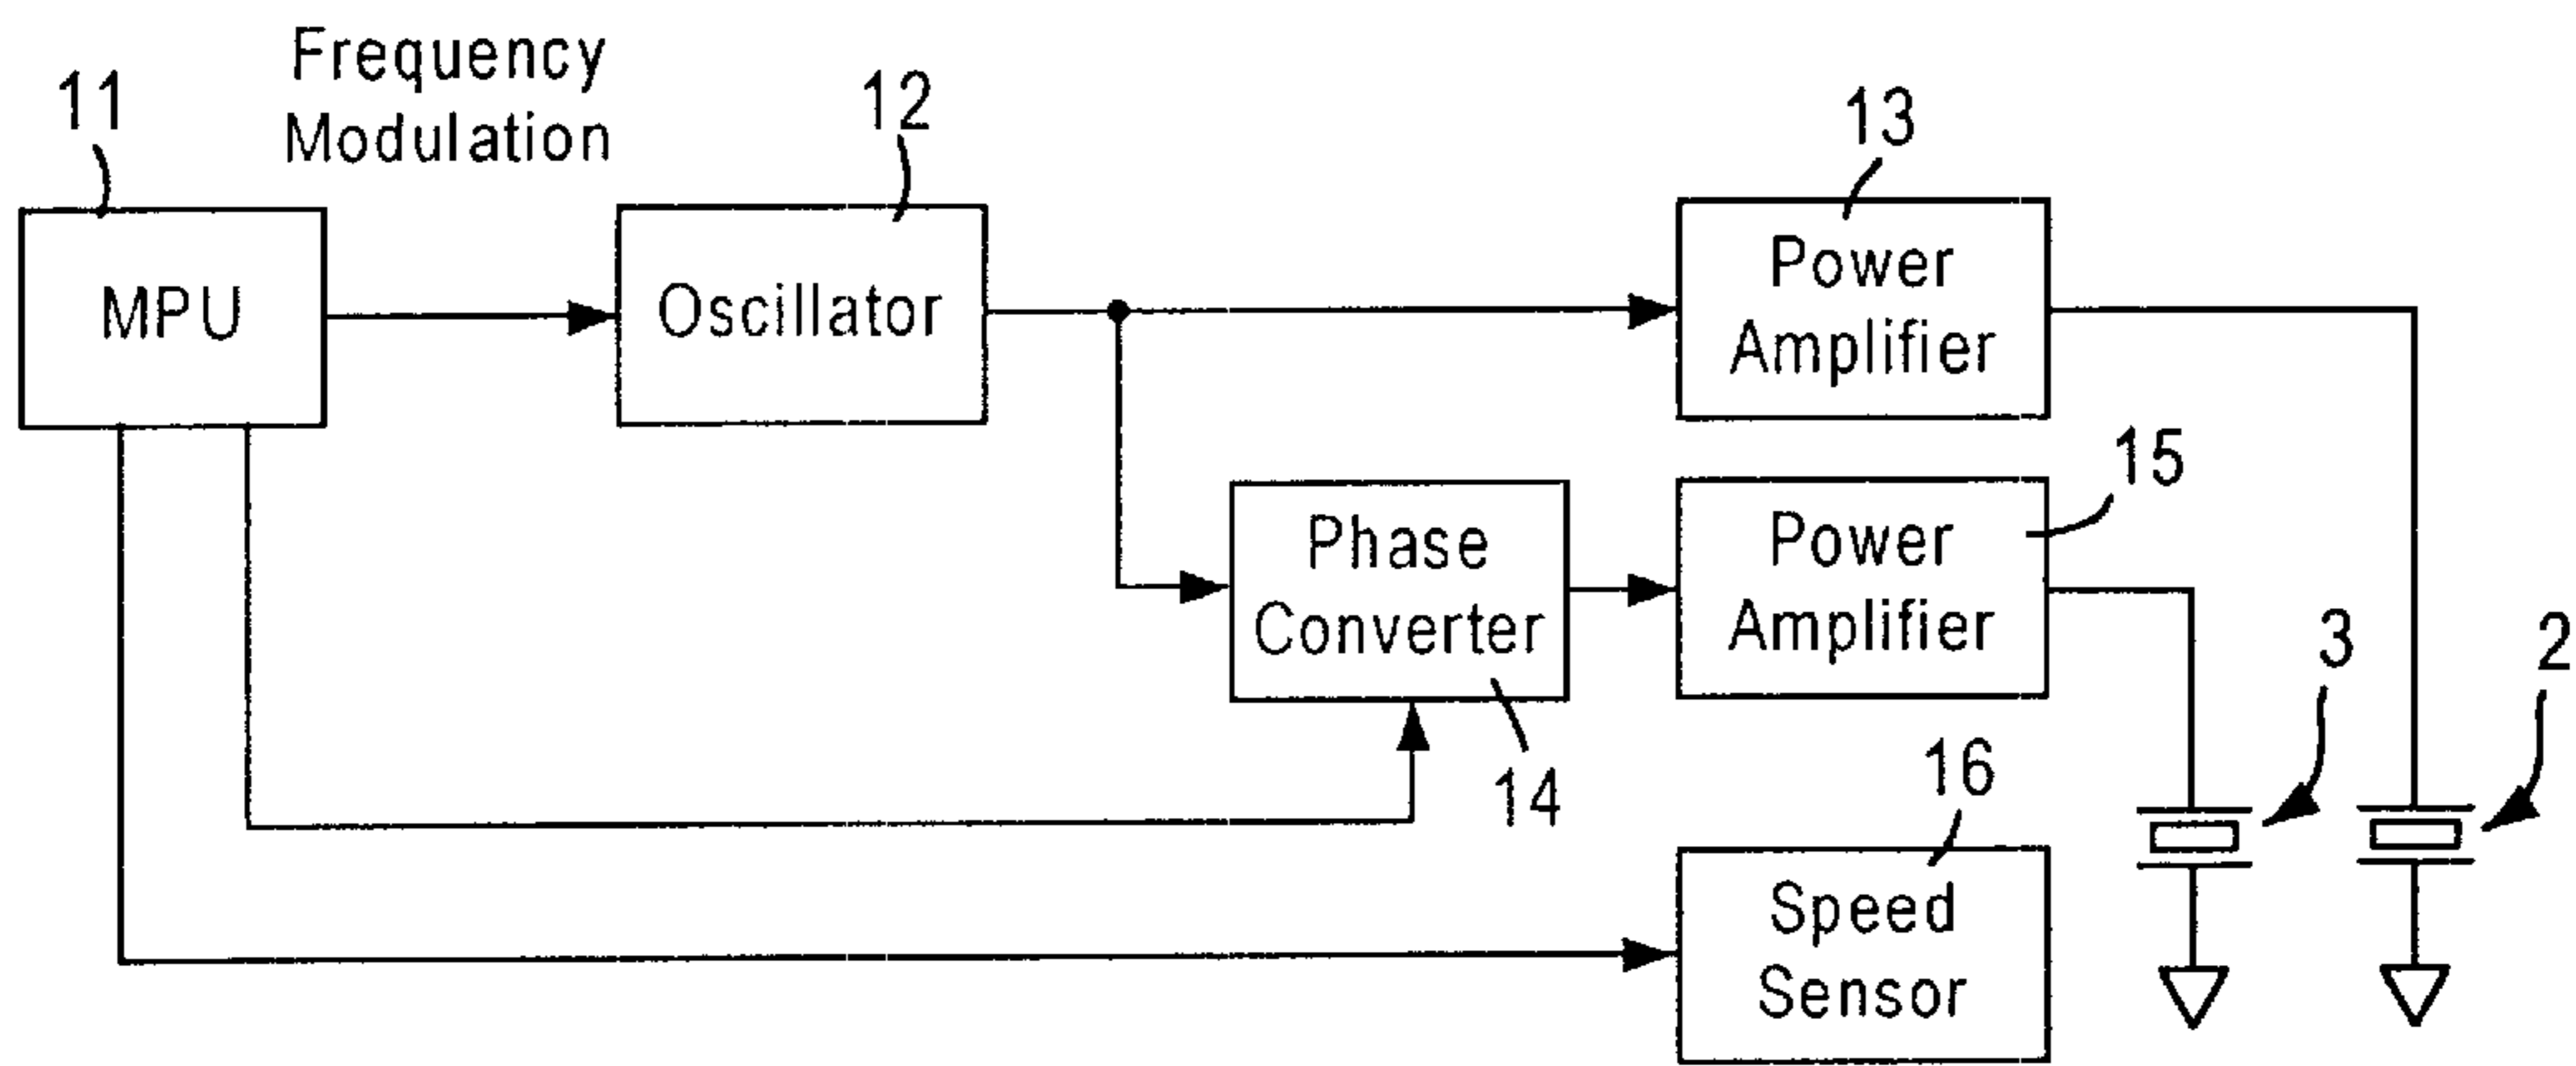 Frequency
Modulation
11
12
13
MPU
Oscillator
Power
Amplifier
15
Phase
Converter
Power
Amplifier
3
2
14
16
Speed
Sensor